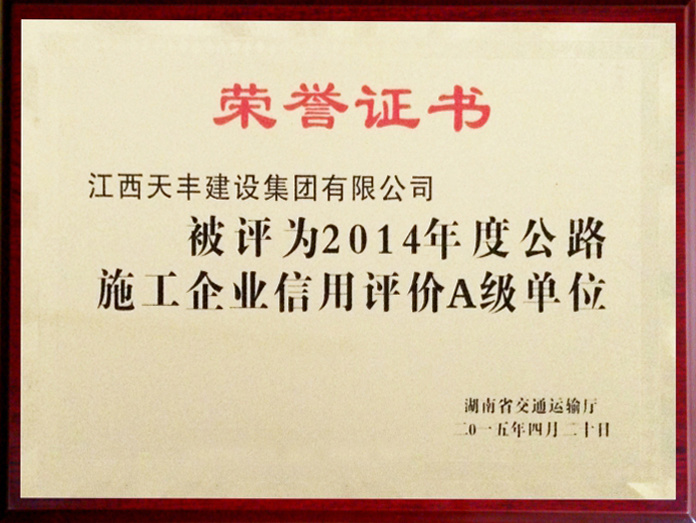 荣誉证书
江西天丰建设集团有限公司
被评为2014年度公路
施工企业信用评价A级单位
湖南省交通运输厅
二0一五年四月二十日